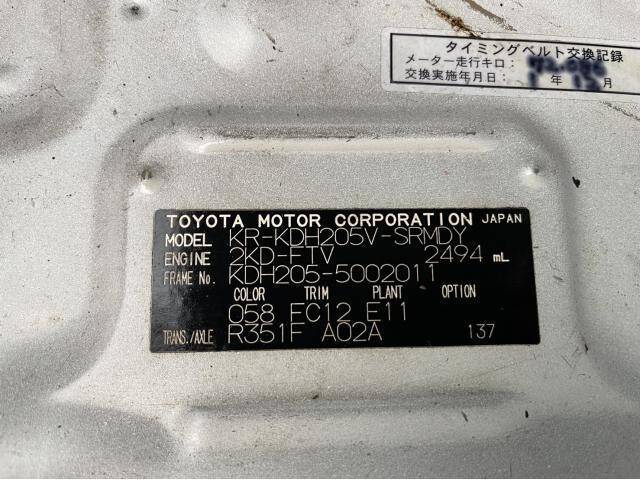 タイミングベルト交換記録
メーター走行キロ:
交換実施年月日: 1 年 12 月
TOYOTA MOTOR CORPORATION JAPAN
MODEL KR-KDH205V-SRMDY
ENGINE 2KD-FTV 2494 mL
FRAME No. KDH205-5002011
COLOR TRIM PLANT OPTION
058 FC12 E11
TRANS./AXLE R351F A02A 137